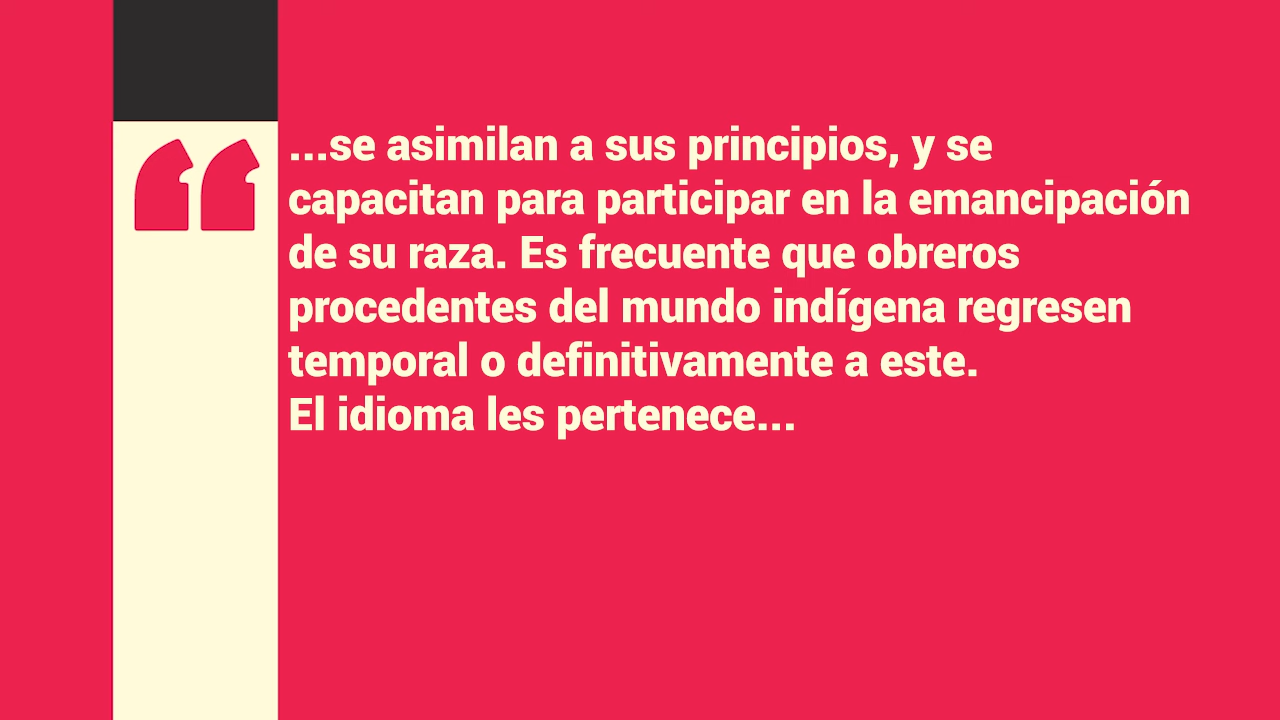 ...se asimilan a sus principios, y se
capacitan para participar en la emancipación
de su raza. Es frecuente que obreros
procedentes del mundo indígena regresen
temporal o definitivamente a este.
El idioma les pertenece...